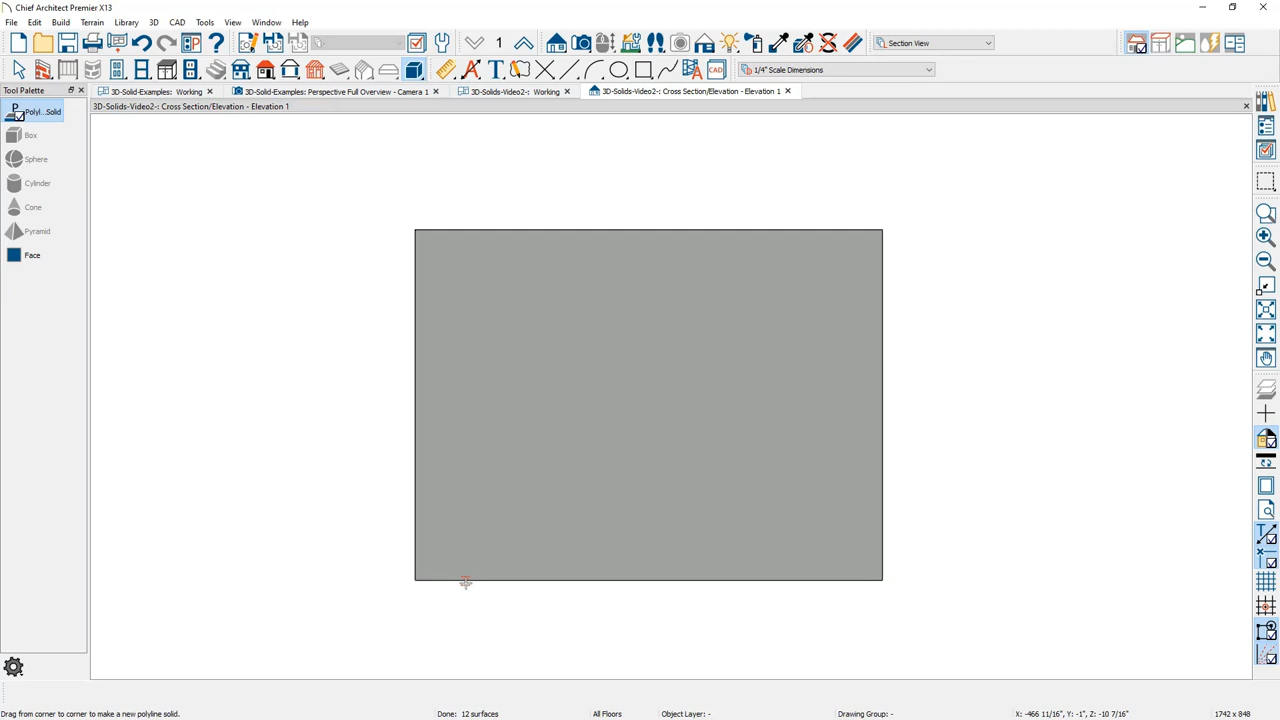 Chief Architect Premier X13
File Edit Build Terrain Library 3D CAD Tools View Window Help
1 Section View
1/4" Scale Dimensions
Tool Palette
3D-Solid-Examples: Working 3D-Solid-Examples: Perspective Full Overview - Camera 1 3D-Solids-Video2-: Working 3D-Solids-Video2-: Cross Section/Elevation - Elevation 1
3D-Solids-Video2-: Cross Section/Elevation - Elevation 1
Polyl...Solid
Box
Sphere
Cylinder
Cone
Pyramid
Face
Drag from corner to corner to make a new polyline solid. Done: 12 surfaces All Floors Object Layer: - Drawing Group: - X: -466 11/16", Y: -1", Z: -10 7/16" 1742 x 848